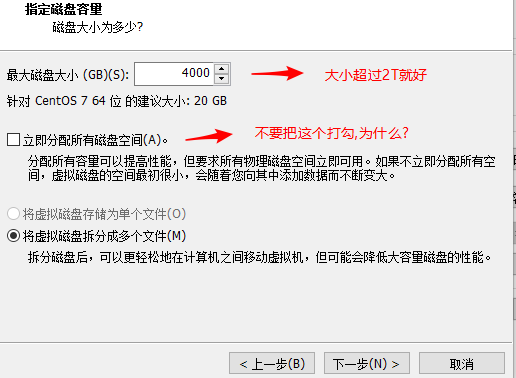 指定磁盘容量
磁盘大小为多少?
最大磁盘大小 (GB)(S): 4000 大小超过2T就好
针对 CentOS 7 64 位 的建议大小: 20 GB
立即分配所有磁盘空间(A)。 不要把这个打勾,为什么?
分配所有容量可以提高性能，但要求所有物理磁盘空间立即可用。如果不立即分配所有空
间，虚拟磁盘的空间最初很小，会随着您向其中添加数据而不断变大。
将虚拟磁盘存储为单个文件(O)
将虚拟磁盘拆分成多个文件(M)
拆分磁盘后，可以更轻松地在计算机之间移动虚拟机，但可能会降低大容量磁盘的性能。
< 上一步(B) 下一步(N) > 取消